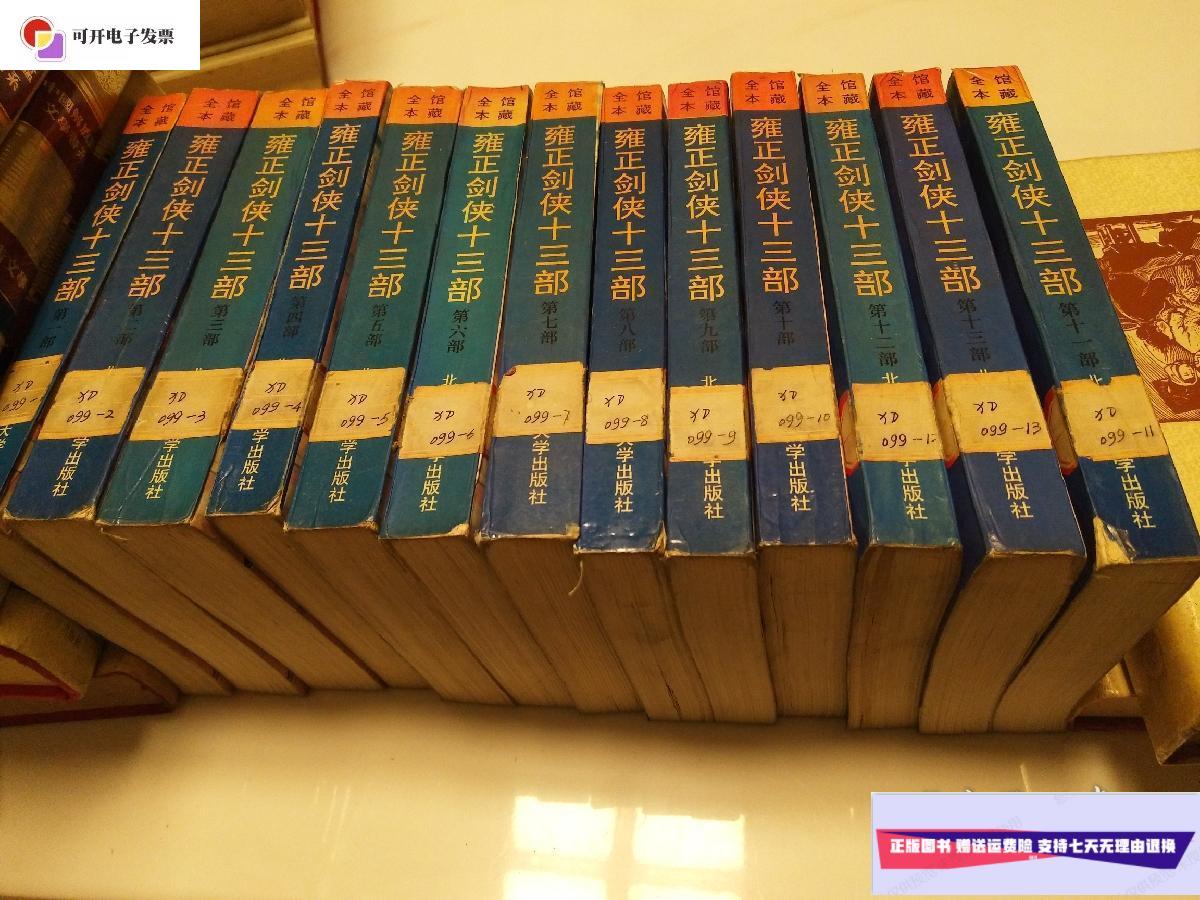 可开电子发票
馆藏
全本
雍正剑侠十三部
第一部
大学
馆藏
全本
雍正剑侠十三部
第二部
北
XD
099-2
学出版社
馆藏
全本
雍正剑侠十三部
第三部
北
XD
099-3
学出版社
馆藏
全本
雍正剑侠十三部
第四部
XD
099-4
学出版社
馆藏
全本
雍正剑侠十三部
第五部
XD
099-5
学出版社
馆藏
全本
雍正剑侠十三部
第六部
北
XD
099-6
学出版社
馆藏
全本
雍正剑侠十三部
第七部
XD
099-7
大学出版社
馆藏
全本
雍正剑侠十三部
第八部
XD
099-8
大学出版社
馆藏
全本
雍正剑侠十三部
第九部
北
XD
099-9
学出版社
馆藏
全本
雍正剑侠十三部
第十部
XD
099-10
学出版社
馆藏
全本
雍正剑侠十三部
第十二部
北
XD
学出版社
馆藏
全本
雍正剑侠十三部
第十三部
北
XD
099-13
学出版社
馆藏
全本
雍正剑侠十三部
第十一部
北
XD
099-11
学出版社
正版图书 赠送运费险 支持七天无理由退换